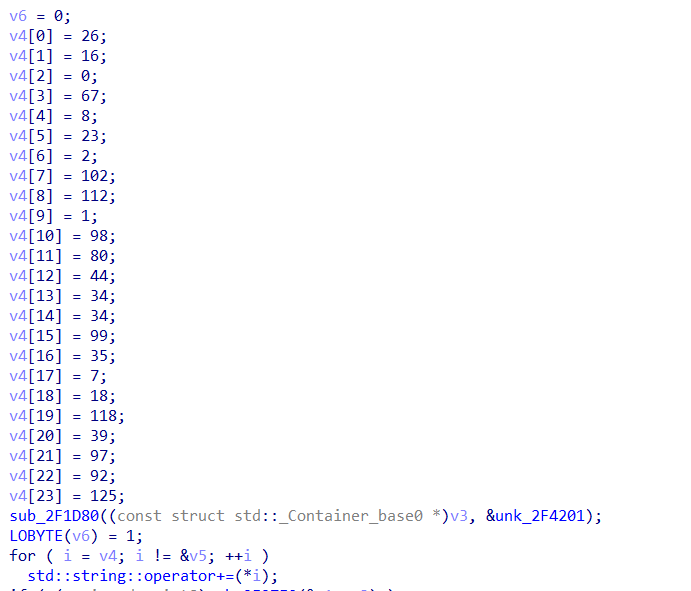 v6 = 0;
v4[0] = 26;
v4[1] = 16;
v4[2] = 0;
v4[3] = 67;
v4[4] = 8;
v4[5] = 23;
v4[6] = 2;
v4[7] = 102;
v4[8] = 112;
v4[9] = 1;
v4[10] = 98;
v4[11] = 80;
v4[12] = 44;
v4[13] = 34;
v4[14] = 34;
v4[15] = 99;
v4[16] = 35;
v4[17] = 7;
v4[18] = 18;
v4[19] = 118;
v4[20] = 39;
v4[21] = 97;
v4[22] = 92;
v4[23] = 125;
sub_2F1D80((const struct std::_Container_base0 *)v3, &unk_2F4201);
LOBYTE(v6) = 1;
for ( i = v4; i != &v5; ++i )
  std::string::operator+=(*i);